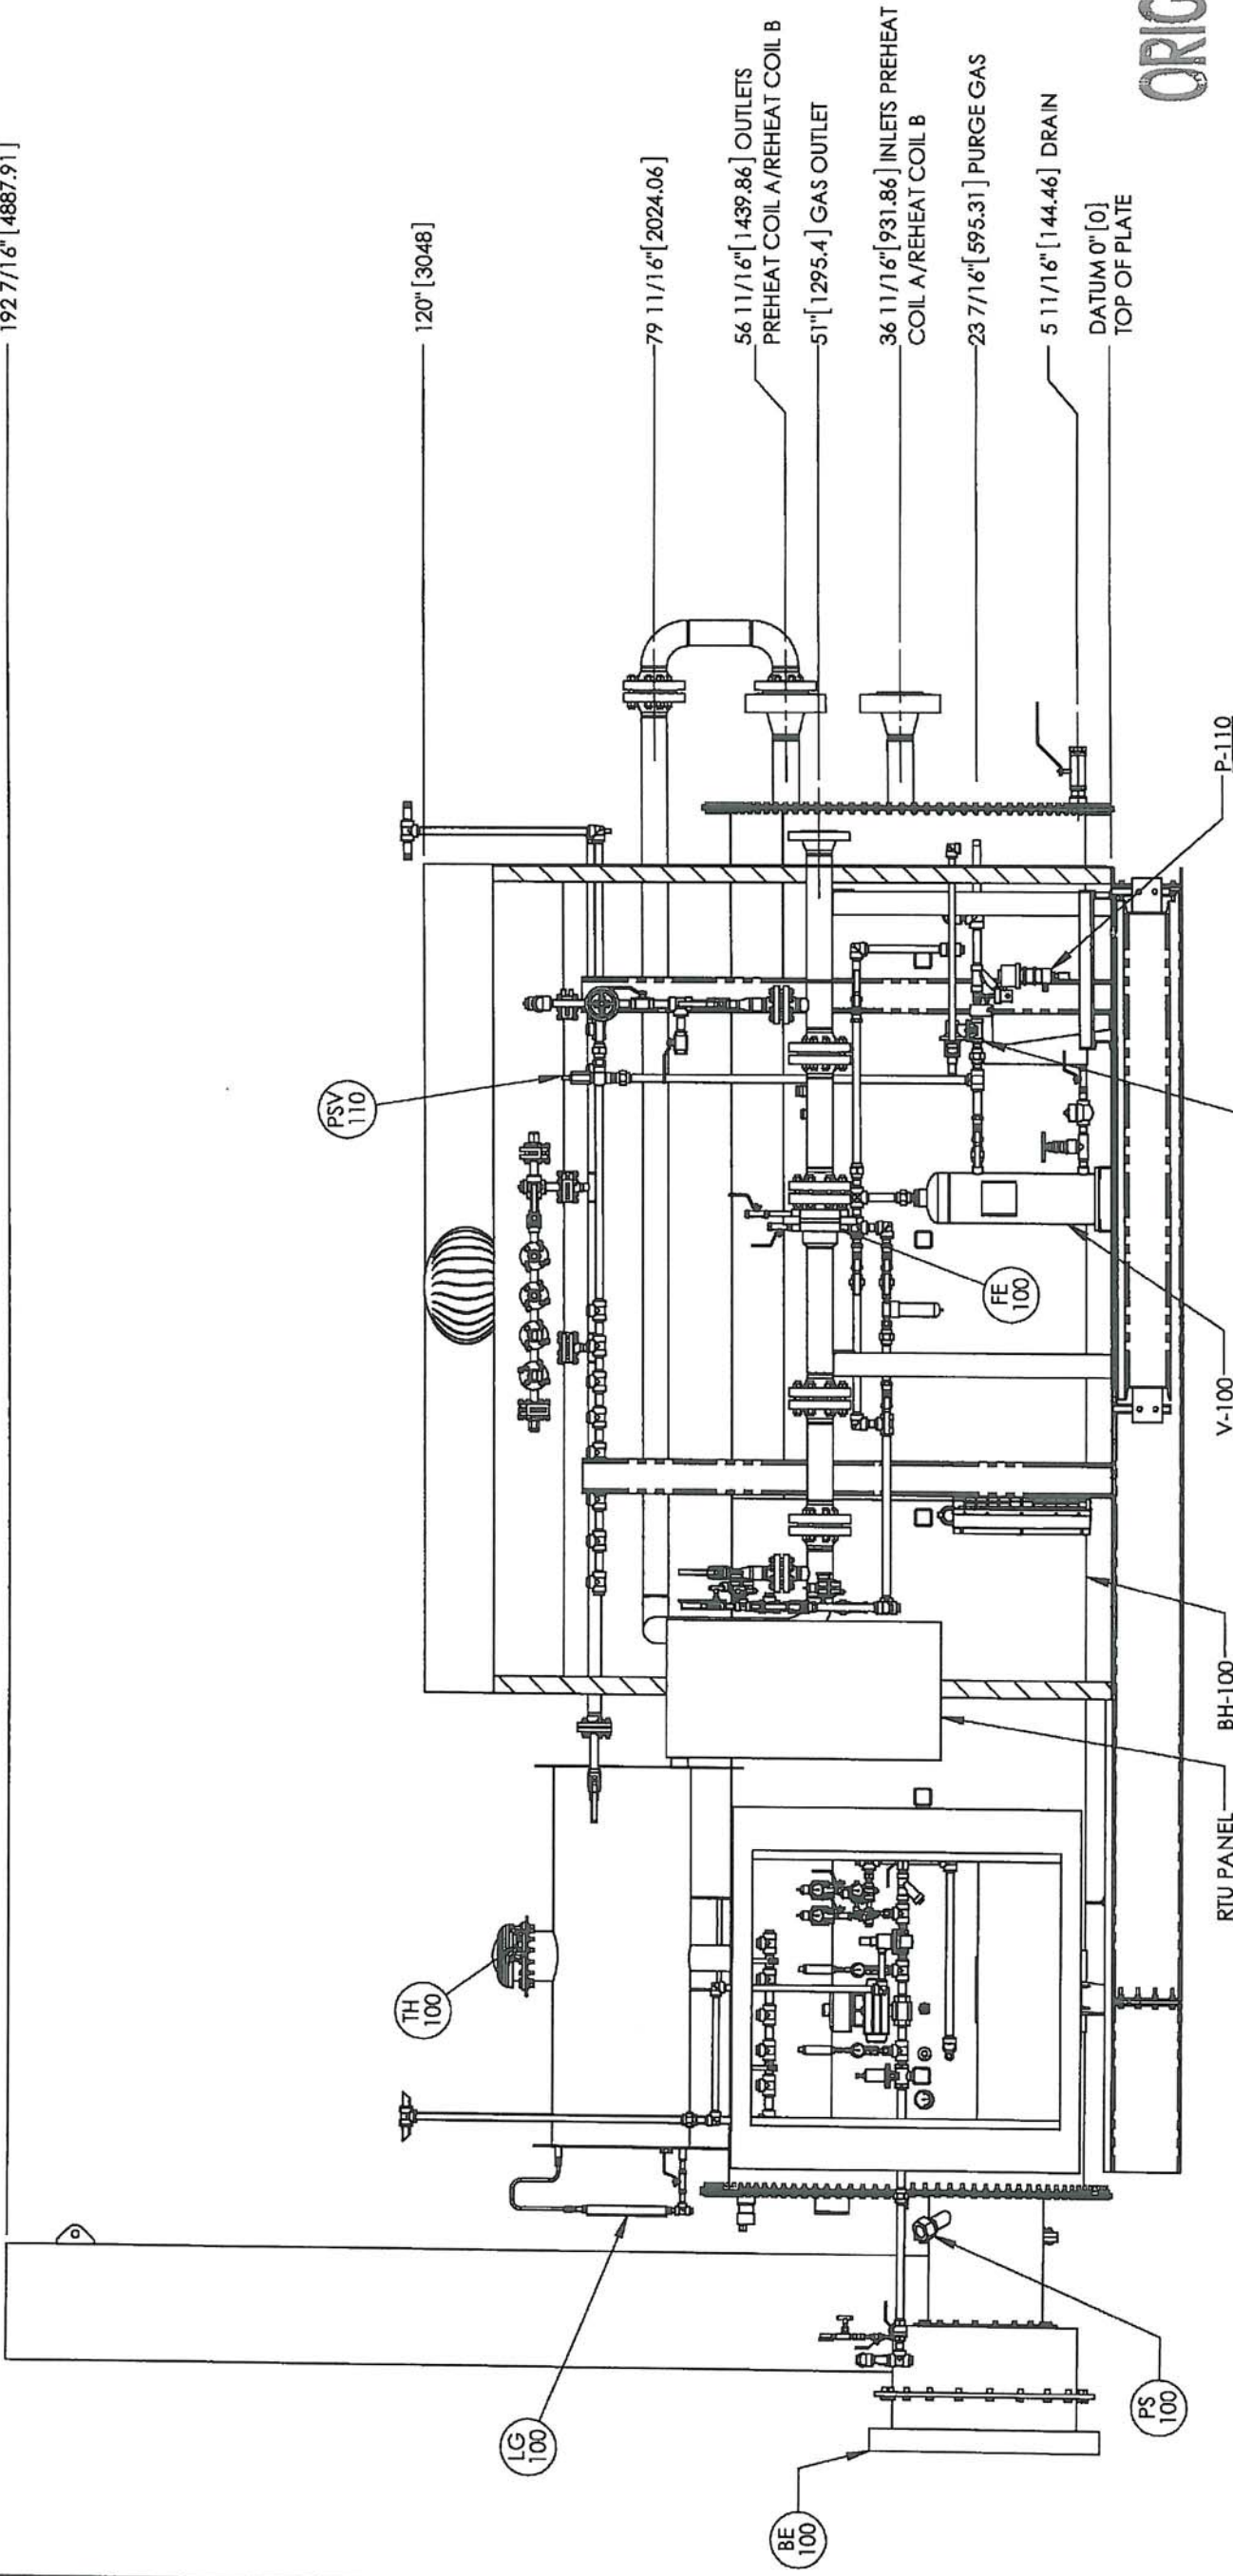 192 7/16" [4887.91]
120" [3048]
79 11/16" [2024.06]
56 11/16" [1439.86] OUTLETS
PREHEAT COIL A/REHEAT COIL B
51" [1295.4] GAS OUTLET
36 11/16" [931.86] INLETS PREHEAT
COIL A/REHEAT COIL B
23 7/16" [595.31] PURGE GAS
5 11/16" [144.46] DRAIN
DATUM 0" [0]
TOP OF PLATE
ORIG
PSV
110
TH
100
LG
100
FE
100
BE
100
PS
100
RTU PANEL
BH-100
V-100
P-110